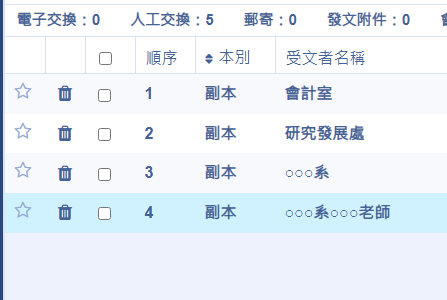 電子交換：0 人工交換：5 郵寄：0 發文附件：0
順序 本別 受文者名稱
1 副本 會計室
2 副本 研究發展處
3 副本 ○○○系
4 副本 ○○○系○○○老師